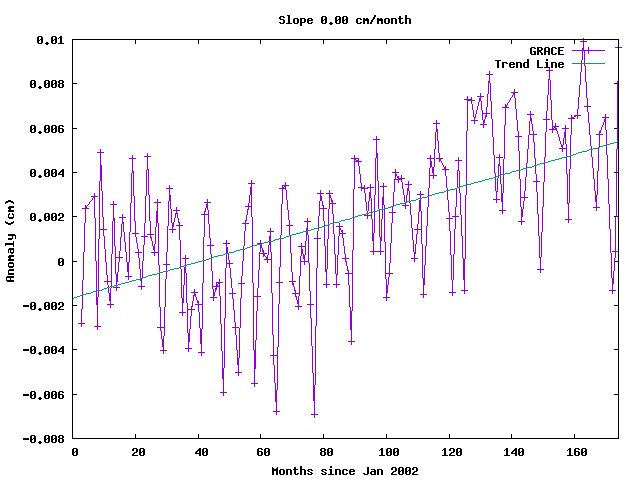 Slope 0.00 cm/month
0.01
0.008
0.006
0.004
0.002
0
-0.002
-0.004
-0.006
-0.008
Anomaly (cm)
GRACE
Trend Line
0 20 40 60 80 100 120 140 160
Months since Jan 2002